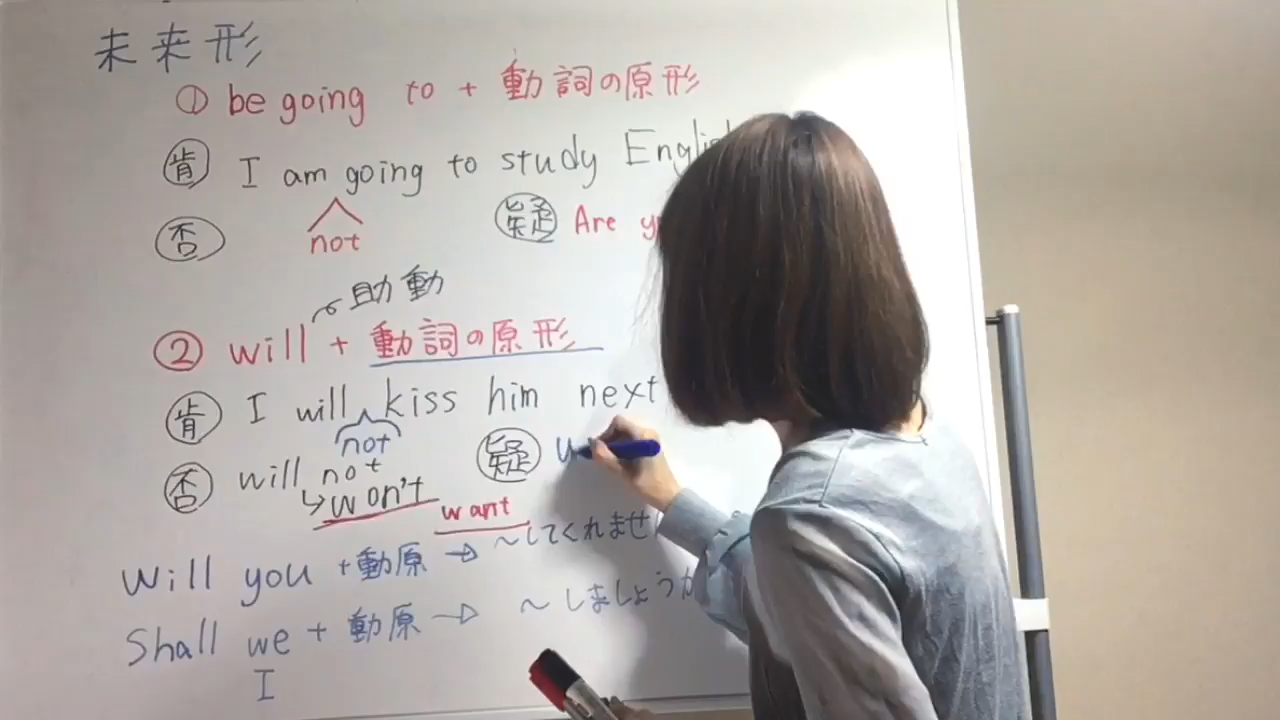 未来形
① be going to + 動詞の原形
肯 I am going to study
否 not 疑 Are
助動
② will + 動詞の原形
肯 I will kiss him next
not
否 will not 疑
↳ won't want
Will you + 動原 → 〜してくれませ
Shall we + 動原 → 〜しましょうか
I